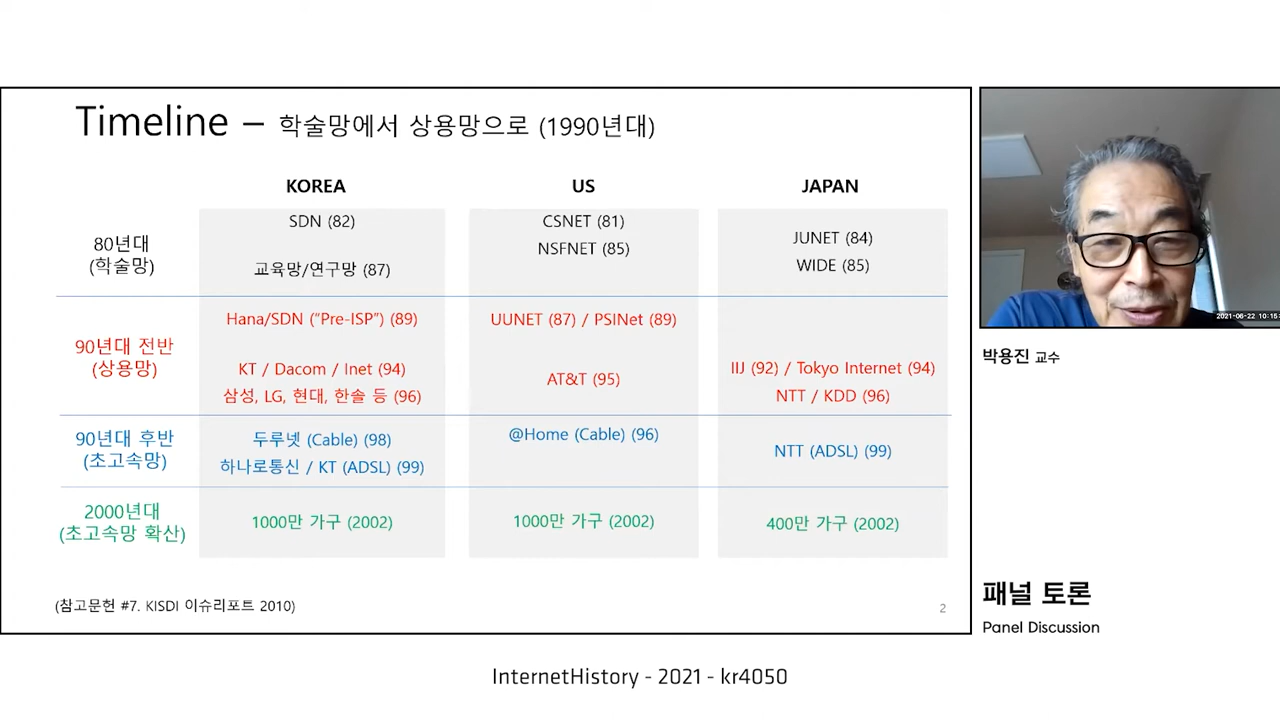 Timeline – 학술망에서 상용망으로 (1990년대)
KOREA
US
JAPAN
80년대
(학술망)
SDN (82)
교육망/연구망 (87)
CSNET (81)
NSFNET (85)
JUNET (84)
WIDE (85)
90년대 전반
(상용망)
Hana/SDN ("Pre-ISP") (89)
KT / Dacom / Inet (94)
삼성, LG, 현대, 한솔 등 (96)
UUNET (87) / PSINet (89)
AT&T (95)
IIJ (92) / Tokyo Internet (94)
NTT / KDD (96)
90년대 후반
(초고속망)
두루넷 (Cable) (98)
하나로통신 / KT (ADSL) (99)
@Home (Cable) (96)
NTT (ADSL) (99)
2000년대
(초고속망 확산)
1000만 가구 (2002)
1000만 가구 (2002)
400만 가구 (2002)
(참고문헌 #7. KISDI 이슈리포트 2010)
2
2021-06-22 10:15:
박용진 교수
패널 토론
Panel Discussion
InternetHistory - 2021 - kr4050